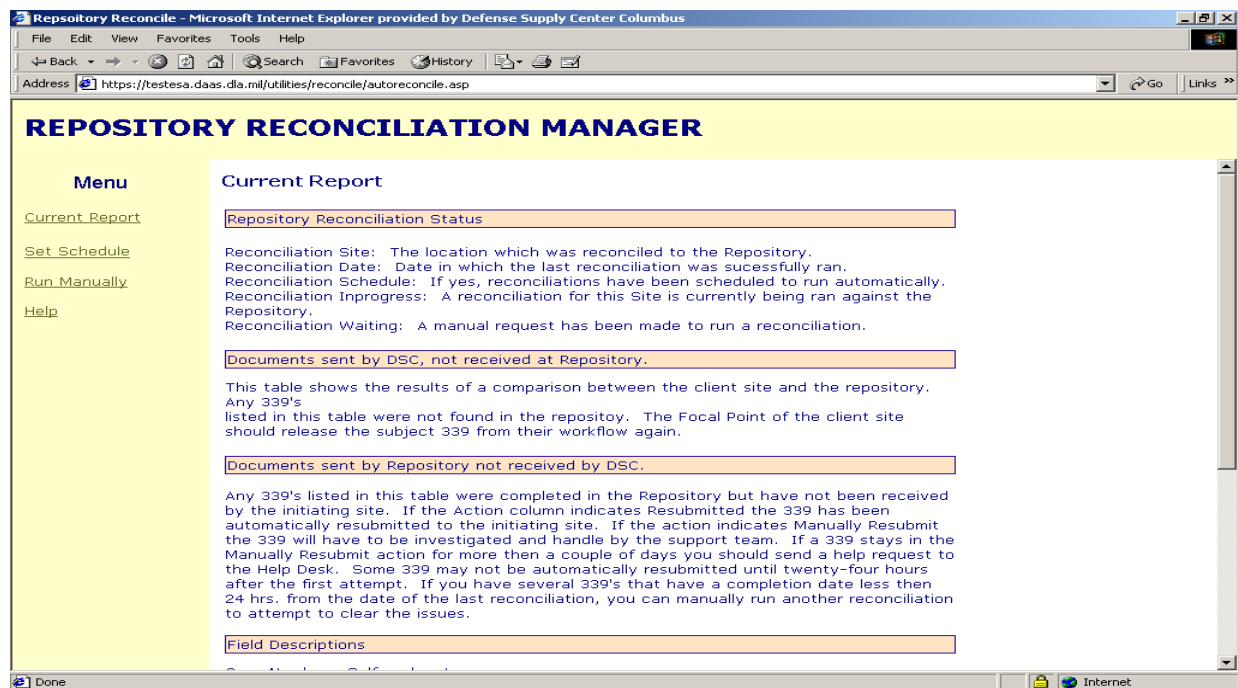 Repsoitory Reconcile - Microsoft Internet Explorer provided by Defense Supply Center Columbus
File Edit View Favorites Tools Help
Back Search Favorites History
Address https://testesa.daas.dla.mil/utilities/reconcile/autoreconcile.asp Go Links »
REPOSITORY RECONCILIATION MANAGER
Menu
Current Report
Set Schedule
Run Manually
Help
Current Report
Repository Reconciliation Status
Reconciliation Site: The location which was reconciled to the Repository.
Reconciliation Date: Date in which the last reconciliation was sucessfully ran.
Reconciliation Schedule: If yes, reconciliations have been scheduled to run automatically.
Reconciliation Inprogress: A reconciliation for this Site is currently being ran against the
Repository.
Reconciliation Waiting: A manual request has been made to run a reconciliation.
Documents sent by DSC, not received at Repository.
This table shows the results of a comparison between the client site and the repository.
Any 339's
listed in this table were not found in the repositoy. The Focal Point of the client site
should release the subject 339 from their workflow again.
Documents sent by Repository not received by DSC.
Any 339's listed in this table were completed in the Repository but have not been received
by the initiating site. If the Action column indicates Resubmitted the 339 has been
automatically resubmitted to the initiating site. If the action indicates Manually Resubmit
the 339 will have to be investigated and handle by the support team. If a 339 stays in the
Manually Resubmit action for more then a couple of days you should send a help request to
the Help Desk. Some 339 may not be automatically resubmitted until twenty-four hours
after the first attempt. If you have several 339's that have a completion date less then
24 hrs. from the date of the last reconciliation, you can manually run another reconciliation
to attempt to clear the issues.
Field Descriptions
Done Internet